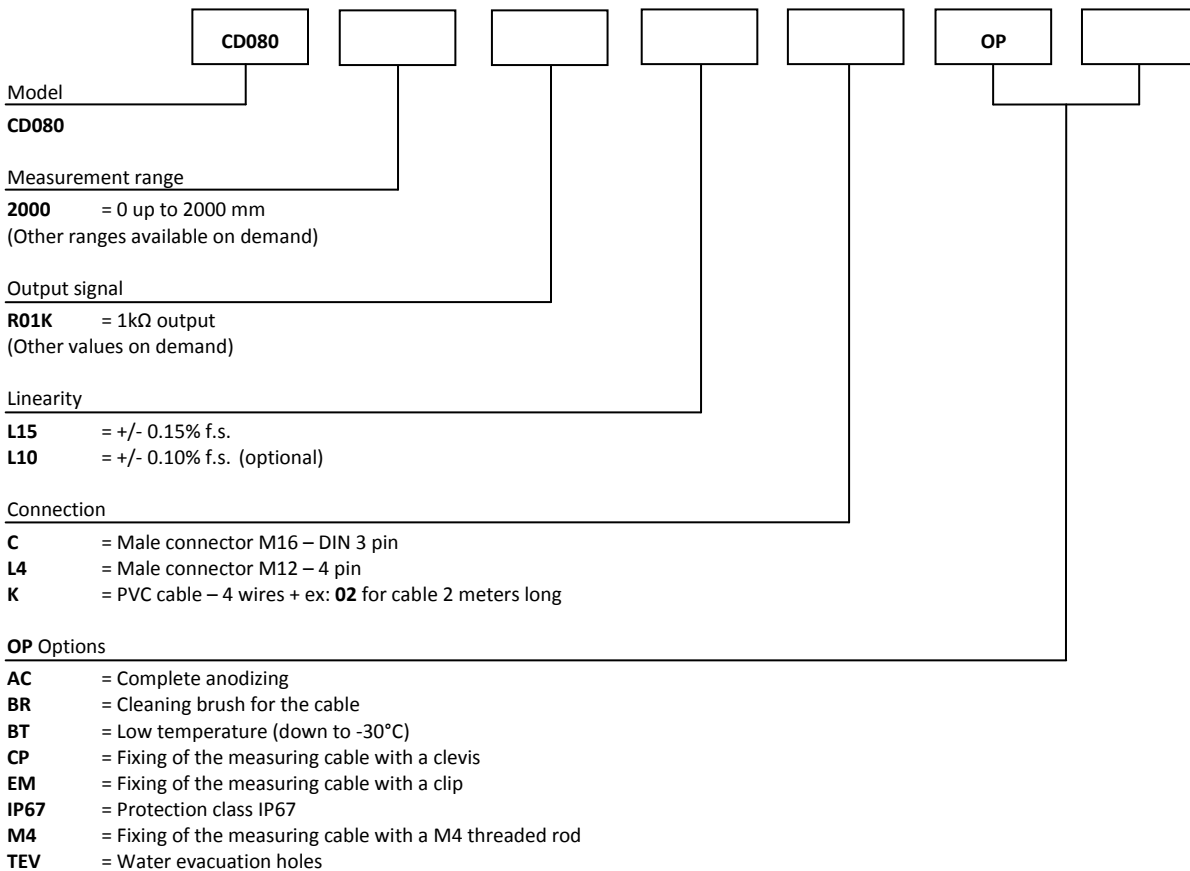 CD080 OP
Model
CD080
Measurement range
2000 = 0 up to 2000 mm
(Other ranges available on demand)
Output signal
R01K = 1kΩ output
(Other values on demand)
Linearity
L15 = +/- 0.15% f.s.
L10 = +/- 0.10% f.s. (optional)
Connection
C = Male connector M16 – DIN 3 pin
L4 = Male connector M12 – 4 pin
K = PVC cable – 4 wires + ex: 02 for cable 2 meters long
OP Options
AC = Complete anodizing
BR = Cleaning brush for the cable
BT = Low temperature (down to -30°C)
CP = Fixing of the measuring cable with a clevis
EM = Fixing of the measuring cable with a clip
IP67 = Protection class IP67
M4 = Fixing of the measuring cable with a M4 threaded rod
TEV = Water evacuation holes